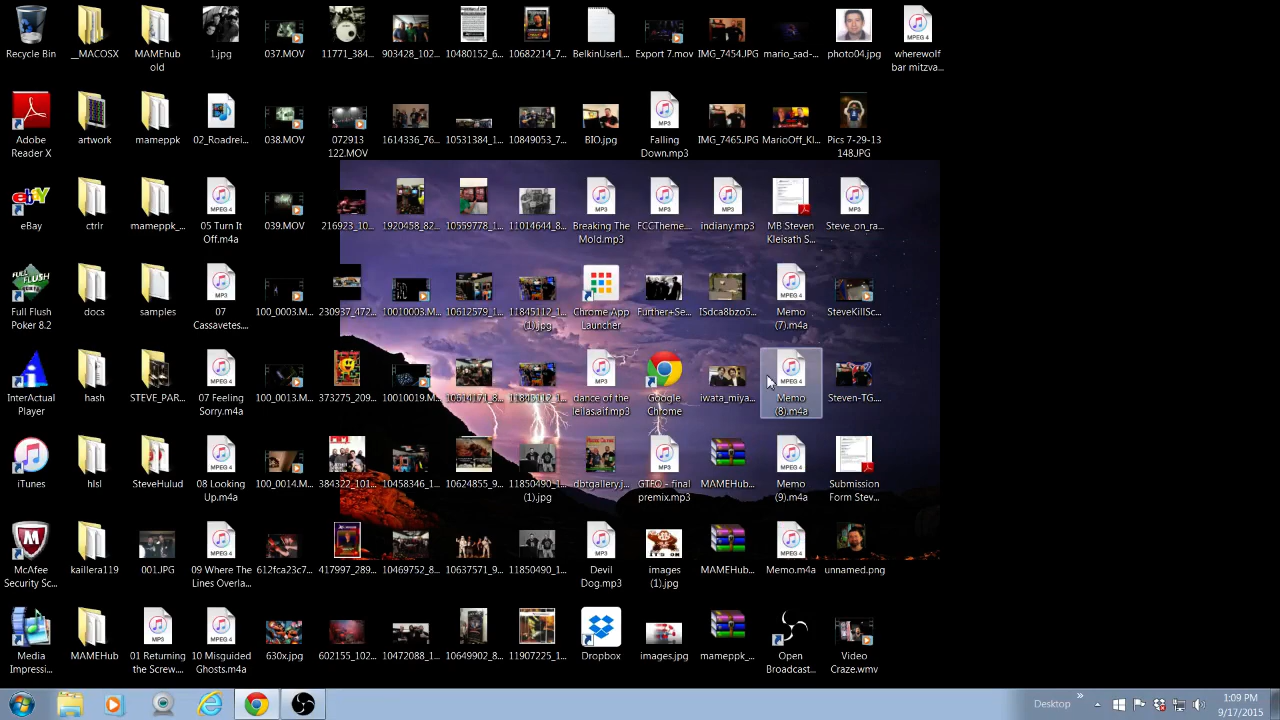 Recycle Bin
__MACOSX
MAMEHub old
1.jpg
037.MOV
11771_384...
903428_102...
10480152_6...
10682214_7...
BelkinUserI...
Export 7.mov
IMG_7454.JPG
mario_sad-...
photo04.jpg
wherewolf bar mitzva...
Adobe Reader X
artwork
mameppk
02_Roadrei...
038.MOV
072913 122.MOV
1614336_76...
10531384_1...
10849053_7...
BIO.jpg
Falling Down.mp3
IMG_7465.JPG
MarioOff_Kl...
Pics 7-29-13 148.JPG
eBay
ctrlr
mameppk_...
05 Turn It Off.m4a
039.MOV
216923_10...
1920458_82...
10559778_1...
11014644_8...
Breaking The Mold.mp3
FCCTheme...
indiany.mp3
MB Steven Kleisath S...
Steve_on_ra...
FULL FLUSH
Full Flush Poker 8.2
docs
samples
07 Cassavetes...
100_0003.M...
230937_472...
10010003.M...
10612579_1...
11845112_1... (1).jpg
Chrome App Launcher
Further+Se...
ISdca8bzo5...
Memo (7).m4a
SteveKillSc...
InterActual Player
hash
STEVE_PAR...
07 Feeling Sorry.m4a
100_0013.M...
373275_209...
10010019.M...
10614171_8...
11845112_1...
dance of the leilas.aif.mp3
Google Chrome
iwata_miya...
Memo (8).m4a
Steven-TG....
iTunes
hlsl
SteveHulud
08 Looking Up.m4a
100_0014.M...
384322_101...
10458346_1...
10624855_9...
11850490_1... (1).jpg
dbtgallery.j...
GTFO - final premix.mp3
MAMEHub...
Memo (9).m4a
Submission Form Stev...
McAfee Security Sc...
kaillera119
001.JPG
09 Where The Lines Overla...
612fca23c7...
417997_289...
10469752_8...
10637571_9...
11850490_1...
Devil Dog.mp3
images (1).jpg
MAMEHub...
Memo.m4a
unnamed.png
Media Impressi...
MAMEHub
01 Returning the Screw....
10 Misguided Ghosts.m4a
630x.jpg
602155_102...
10472088_1...
10649902_8...
11907225_1...
Dropbox
images.jpg
mameppk_...
Open Broadcast...
Video Craze.wmv
Desktop
1:09 PM
9/17/2015